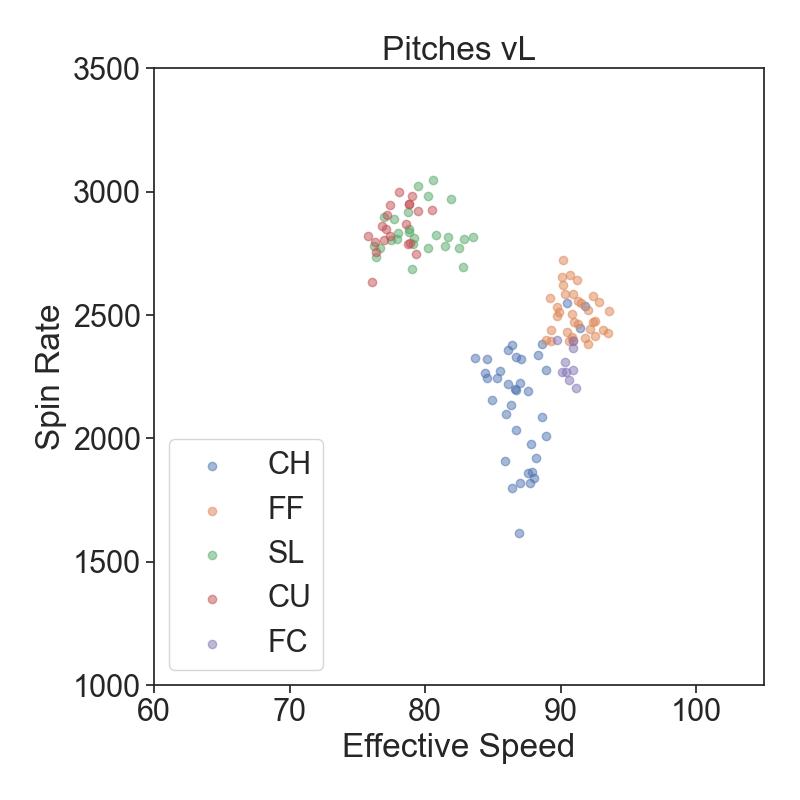 Pitches vL
3500
3000
2500
2000
1500
1000
Spin Rate
CH
FF
SL
CU
FC
60 70 80 90 100
Effective Speed